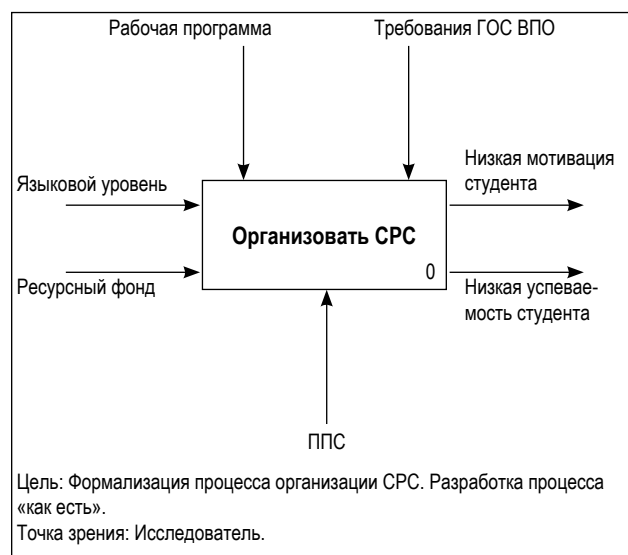 Рабочая программа
Требования ГОС ВПО
Языковой уровень
Низкая мотивация
студента
Организовать СРС
0
Ресурсный фонд
Низкая успевае-
мость студента
ППС
Цель: Формализация процесса организации СРС. Разработка процесса
«как есть».
Точка зрения: Исследователь.